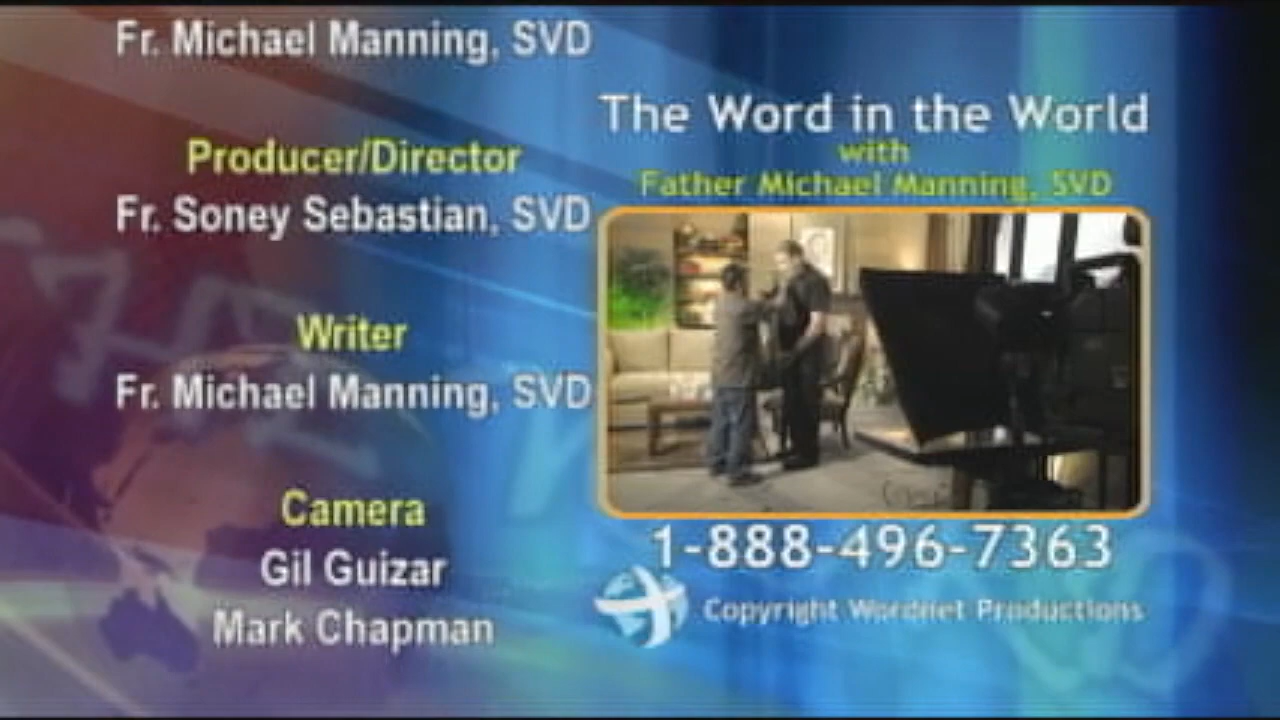 Fr. Michael Manning, SVD
Producer/Director
Fr. Soney Sebastian, SVD
Writer
Fr. Michael Manning, SVD
Camera
Gil Guizar
Mark Chapman
The Word in the World
with
Father Michael Manning, SVD
1-888-496-7363
Copyright Wordnet Productions